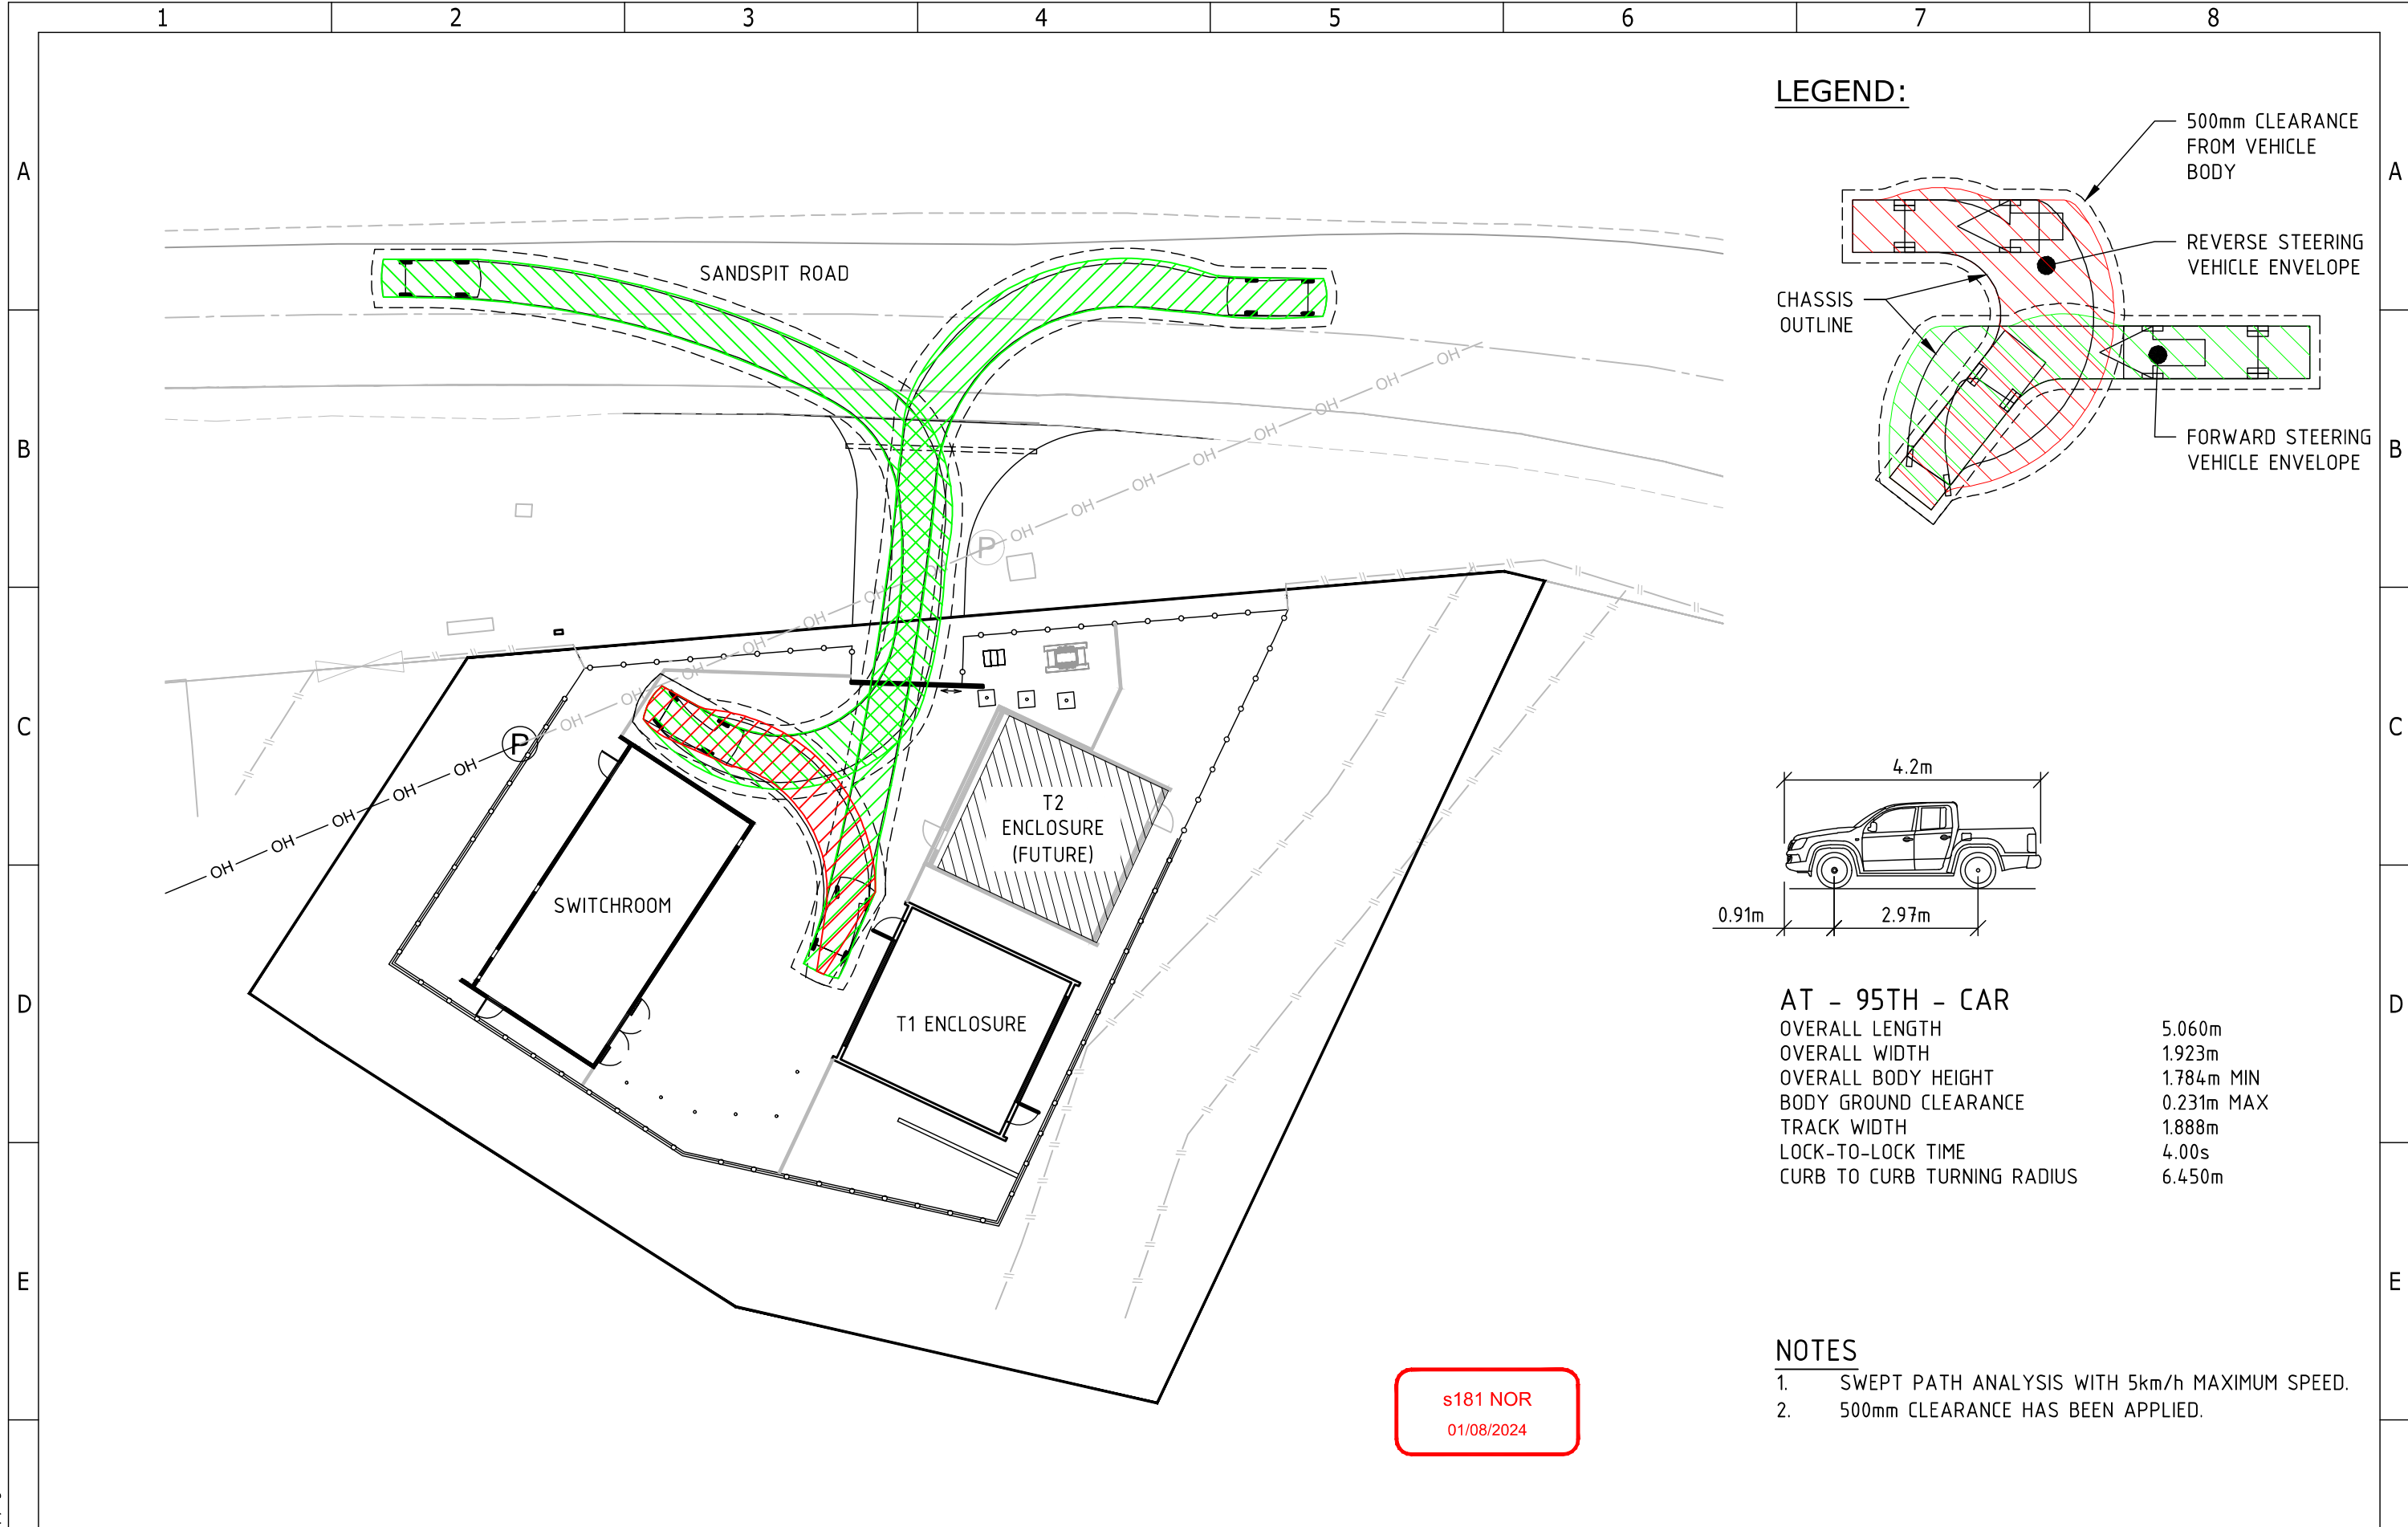 1 2 3 4 5 6 7 8
A A
B B
C C
D D
E E
LEGEND:
500mm CLEARANCE
FROM VEHICLE
BODY
REVERSE STEERING
VEHICLE ENVELOPE
CHASSIS
OUTLINE
FORWARD STEERING
VEHICLE ENVELOPE
SANDSPIT ROAD
OH OH OH OH OH OH OH OH
P
OH OH OH OH OH OH
P
OH OH OH OH OH
T2
ENCLOSURE
(FUTURE)
SWITCHROOM
T1 ENCLOSURE
4.2m
0.91m 2.97m
AT - 95TH - CAR
OVERALL LENGTH 5.060m
OVERALL WIDTH 1.923m
OVERALL BODY HEIGHT 1.784m MIN
BODY GROUND CLEARANCE 0.231m MAX
TRACK WIDTH 1.888m
LOCK-TO-LOCK TIME 4.00s
CURB TO CURB TURNING RADIUS 6.450m
NOTES
1. SWEPT PATH ANALYSIS WITH 5km/h MAXIMUM SPEED.
2. 500mm CLEARANCE HAS BEEN APPLIED.
s181 NOR
01/08/2024